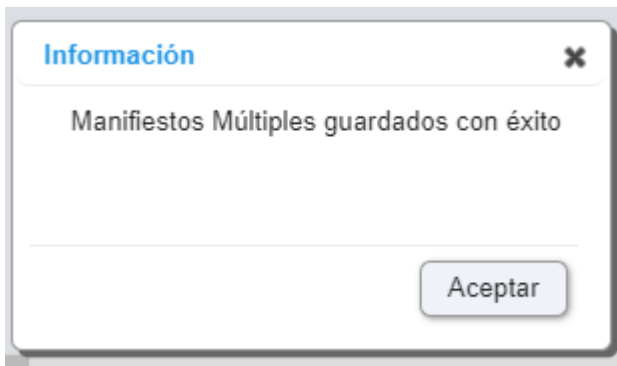 Información
Manifiestos Múltiples guardados con éxito
Aceptar